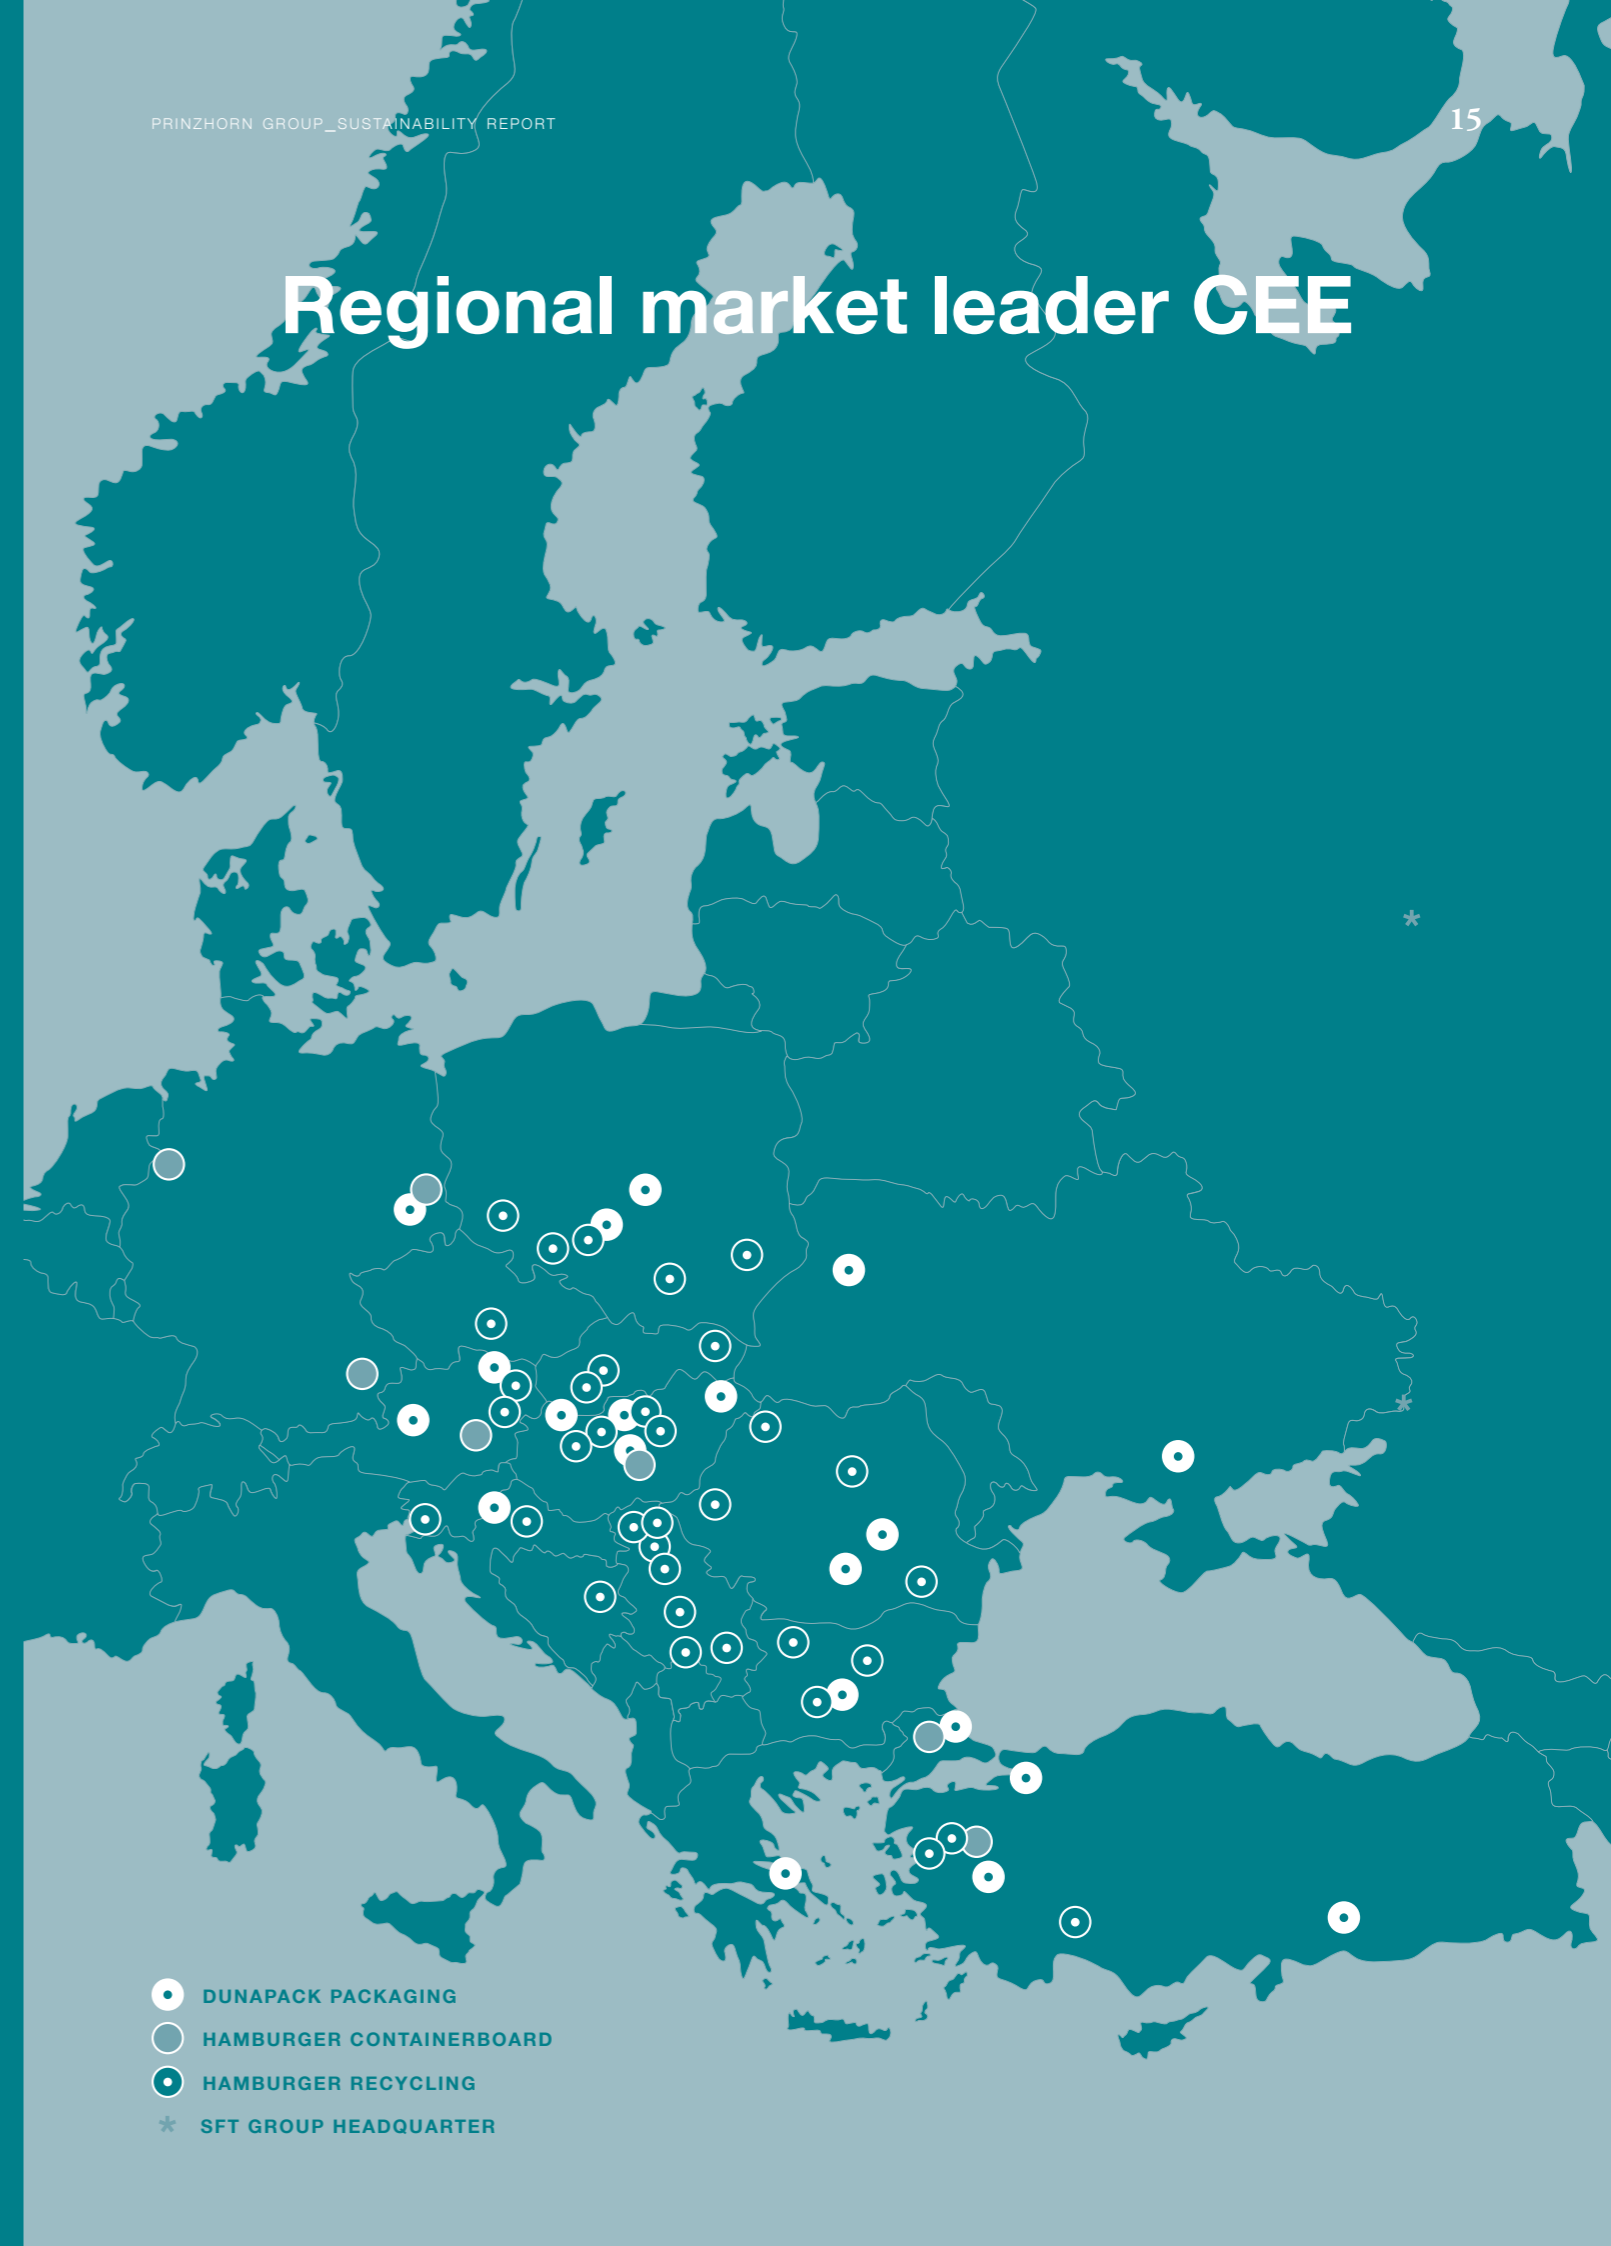 PRINZHORN GROUP_SUSTAINABILITY REPORT
15
Regional market leader CEE
*
*
DUNAPACK PACKAGING
HAMBURGER CONTAINERBOARD
HAMBURGER RECYCLING
* SFT GROUP HEADQUARTER